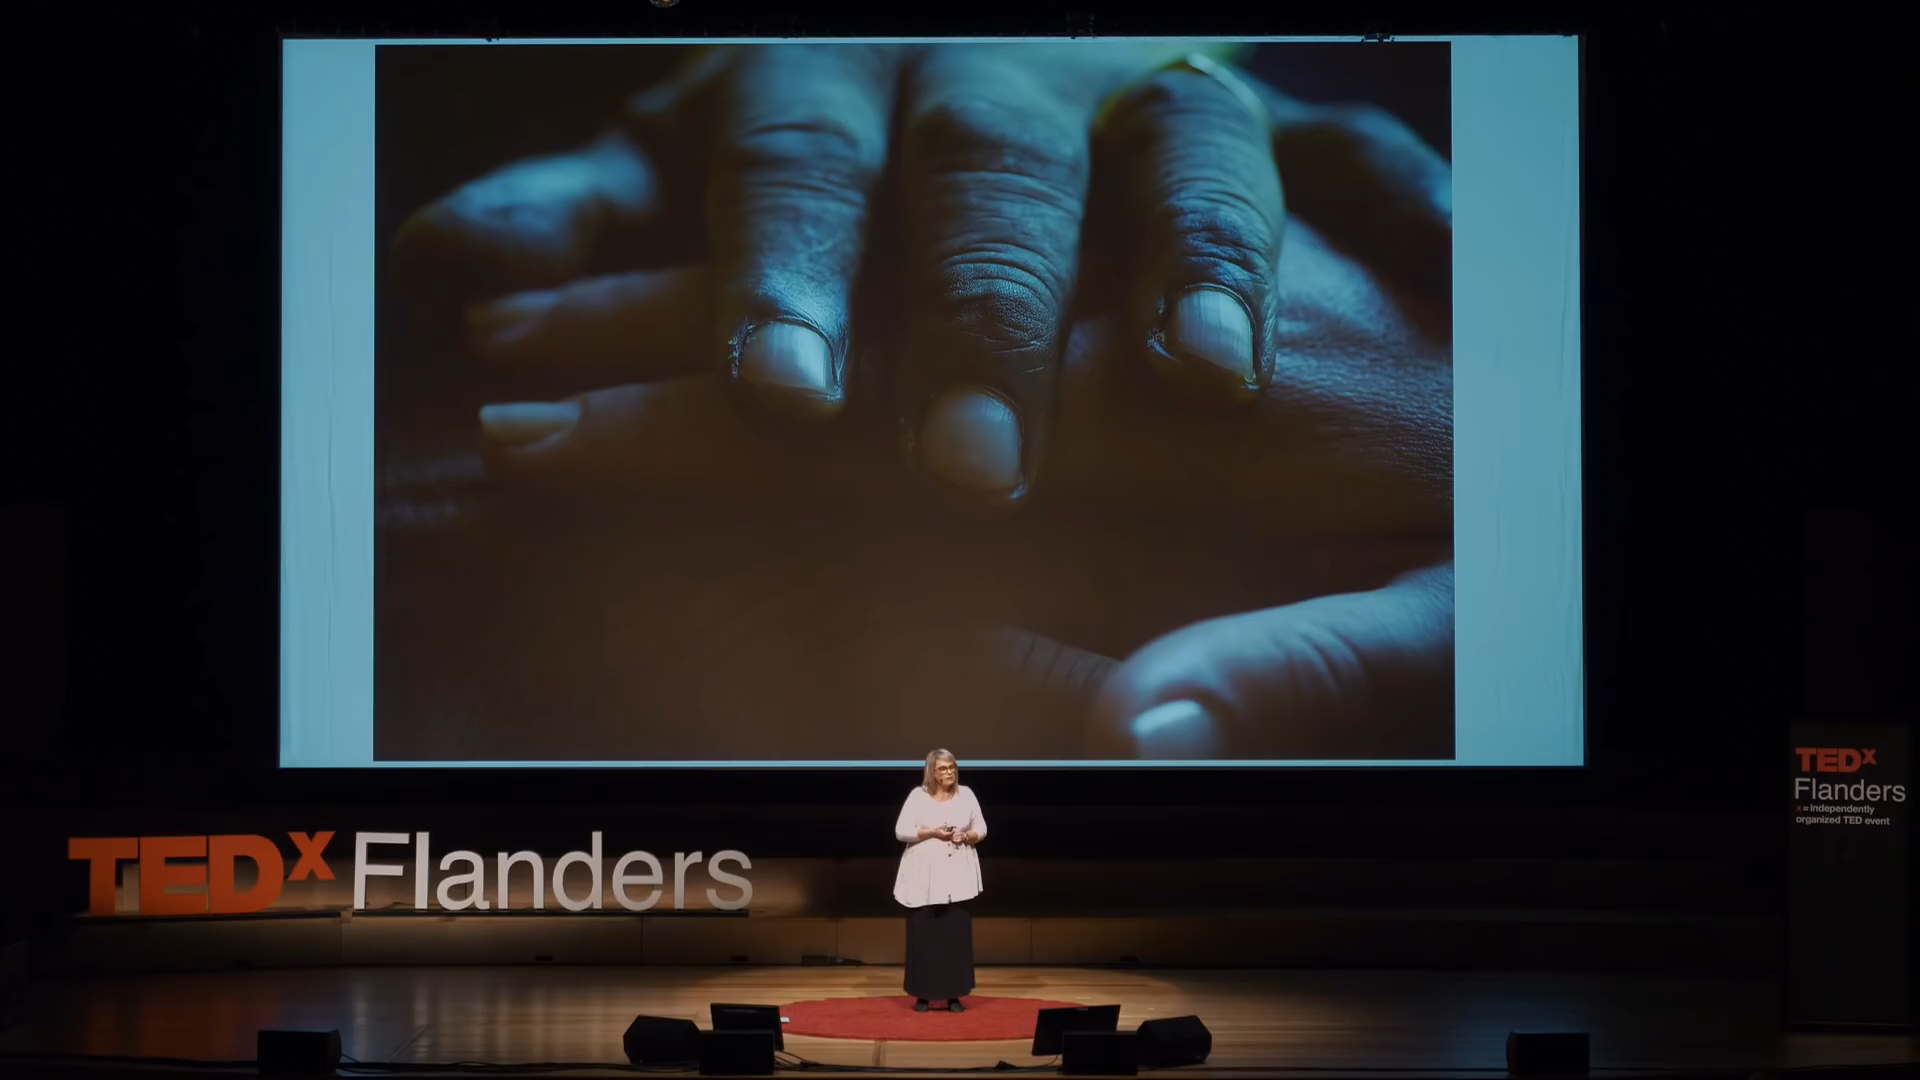 TEDx Flanders
TEDx
Flanders
x = independently
organized TED event